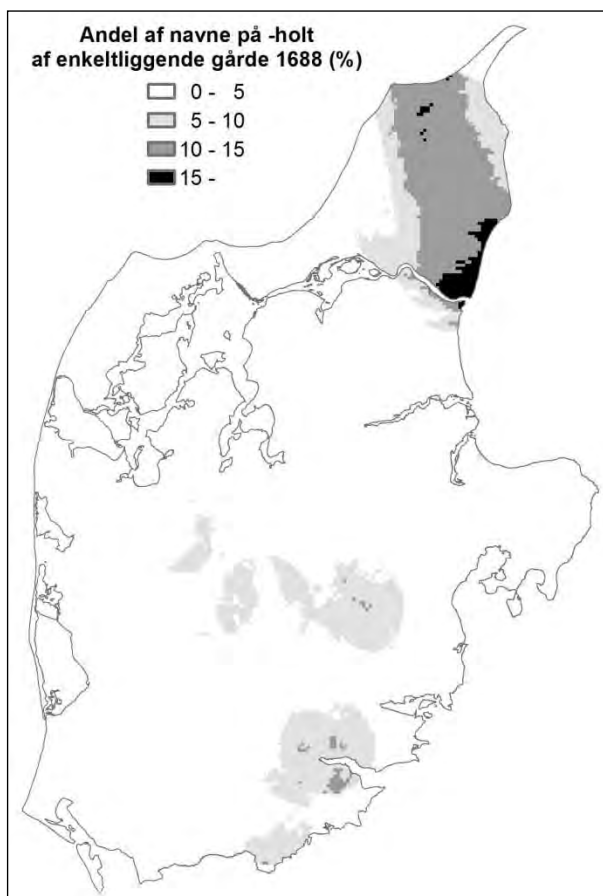 Andel af navne på -holt
af enkeltliggende gårde 1688 (%)
0 - 5
5 - 10
10 - 15
15 -